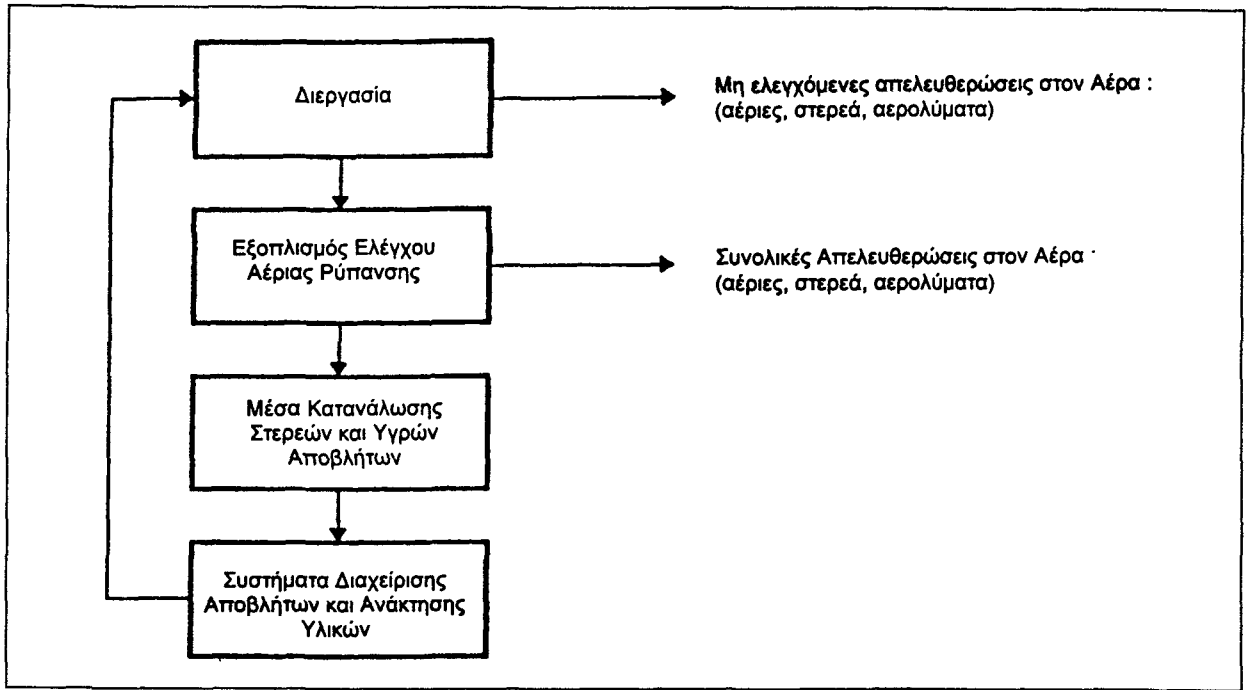 Διεργασία
Μη ελεγχόμενες απελευθερώσεις στον Αέρα :
(αέριες, στερεά, αερολύματα)
Εξοπλισμός Ελέγχου
Αέριας Ρύπανσης
Συνολικές Απελευθερώσεις στον Αέρα :
(αέριες, στερεά, αερολύματα)
Μέσα Κατανάλωσης
Στερεών και Υγρών
Αποβλήτων
Συστήματα Διαχείρισης
Αποβλήτων και Ανάκτησης
Υλικών